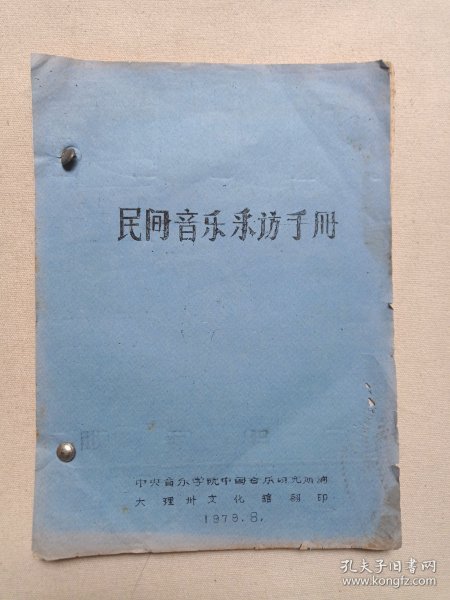 民间音乐采访手册
中央音乐学院中国音乐研究所编
大理州文化馆翻印
1979.8.
孔夫子旧书网
www.kongfz.com